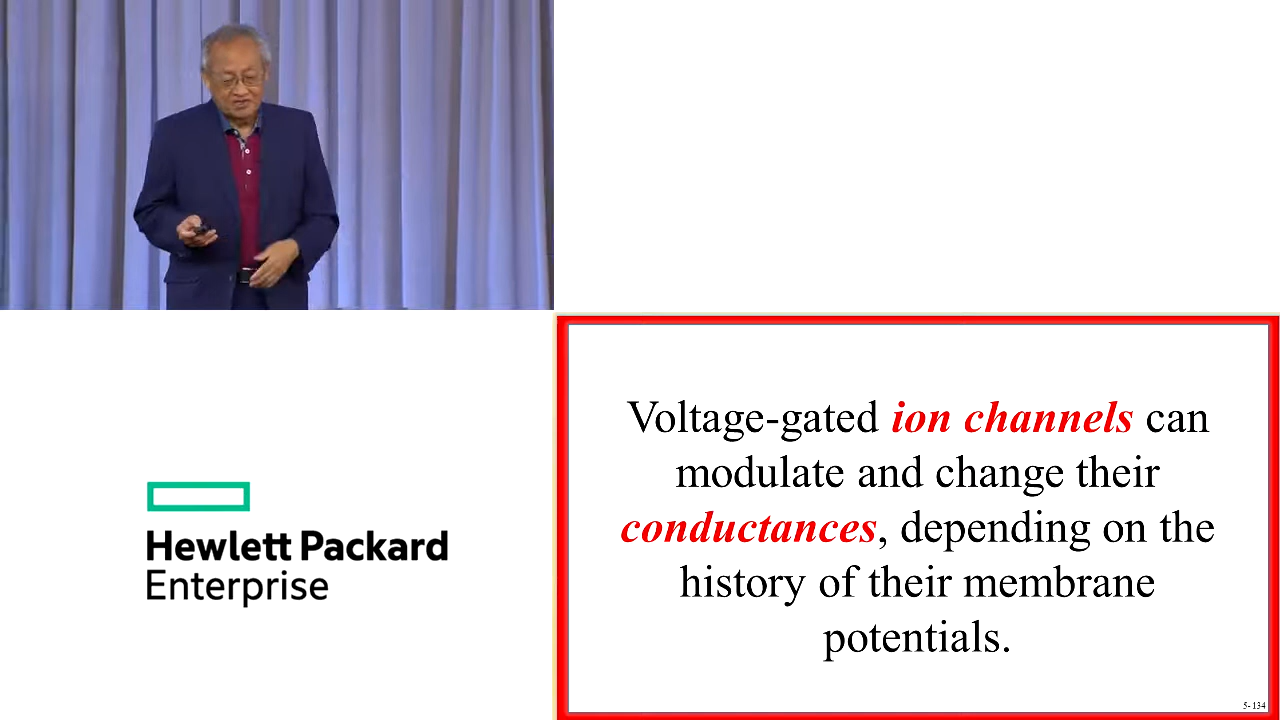 Hewlett Packard
Enterprise
Voltage-gated ion channels can
modulate and change their
conductances, depending on the
history of their membrane
potentials.
5- 134